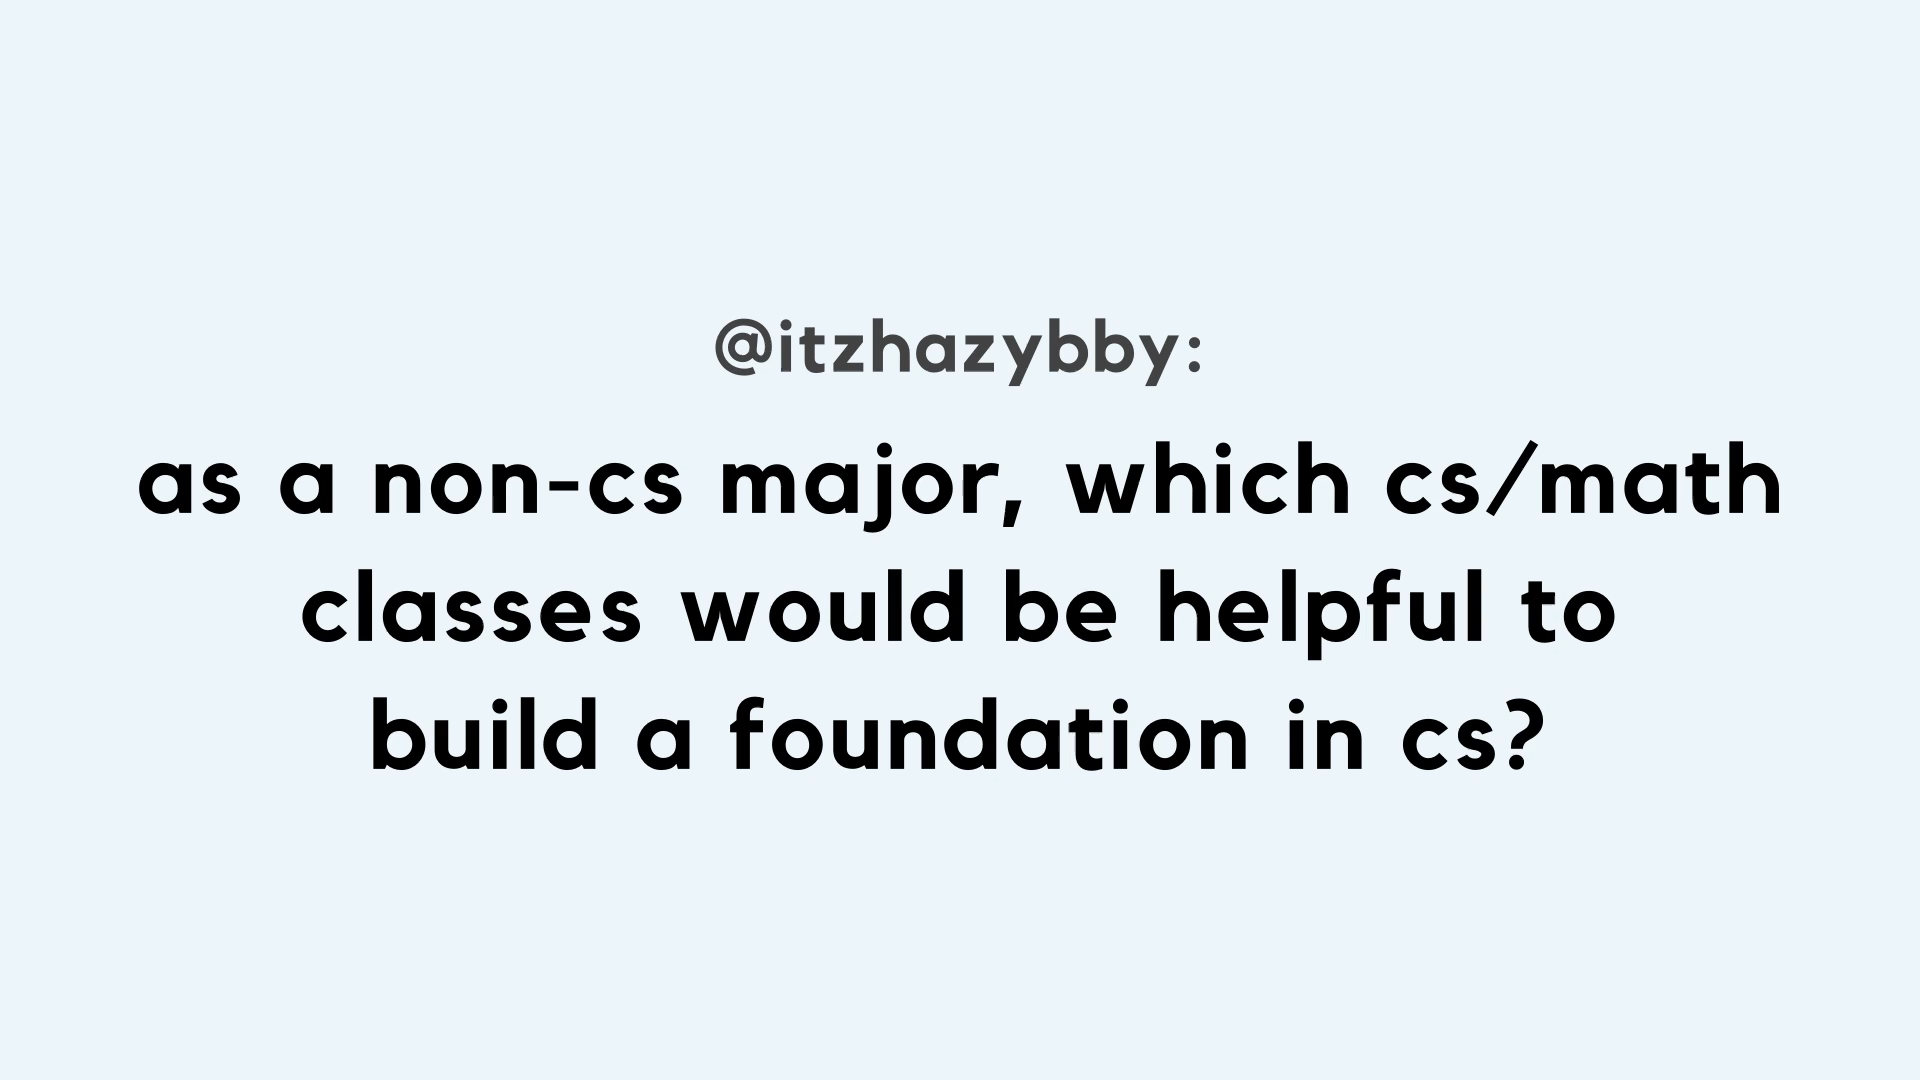 @itzhazybby:
as a non-cs major, which cs/math
classes would be helpful to
build a foundation in cs?